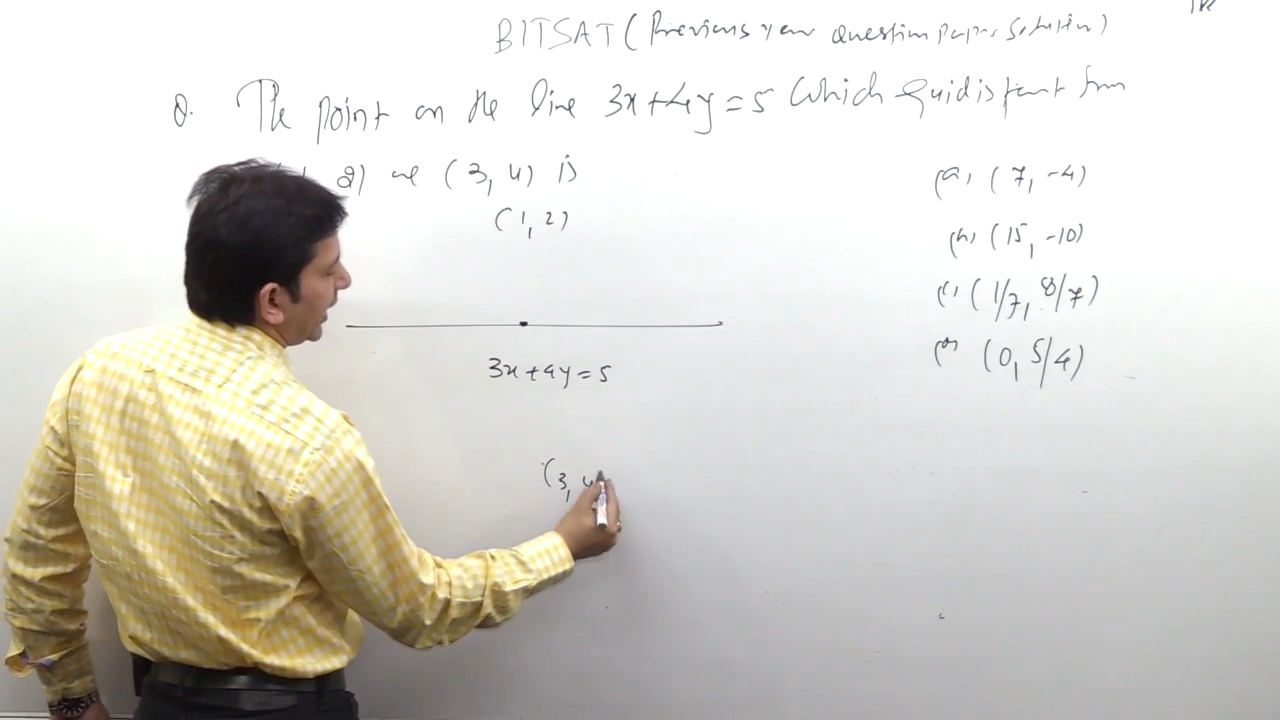 BITSAT (Previous year question paper solution)
Q. The point on the line 3x+4y=5 which equidistant from
2) and (3, 4) is
(1, 2)
3x+4y=5
(3, 4
(a) (7, -4)
(b) (15, -10)
(c) (1/7, 8/7)
(d) (0, 5/4)